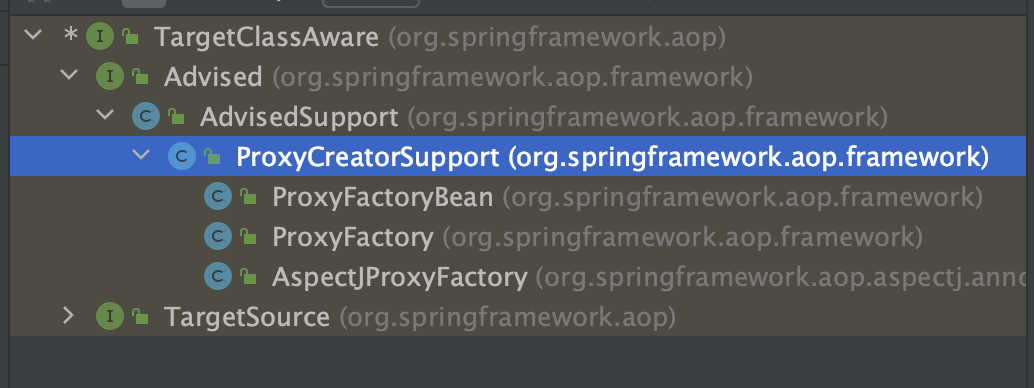 * I TargetClassAware (org.springframework.aop)
I Advised (org.springframework.aop.framework)
C AdvisedSupport (org.springframework.aop.framework)
C ProxyCreatorSupport (org.springframework.aop.framework)
C ProxyFactoryBean (org.springframework.aop.framework)
C ProxyFactory (org.springframework.aop.framework)
C AspectJProxyFactory (org.springframework.aop.aspectj.anno
I TargetSource (org.springframework.aop)